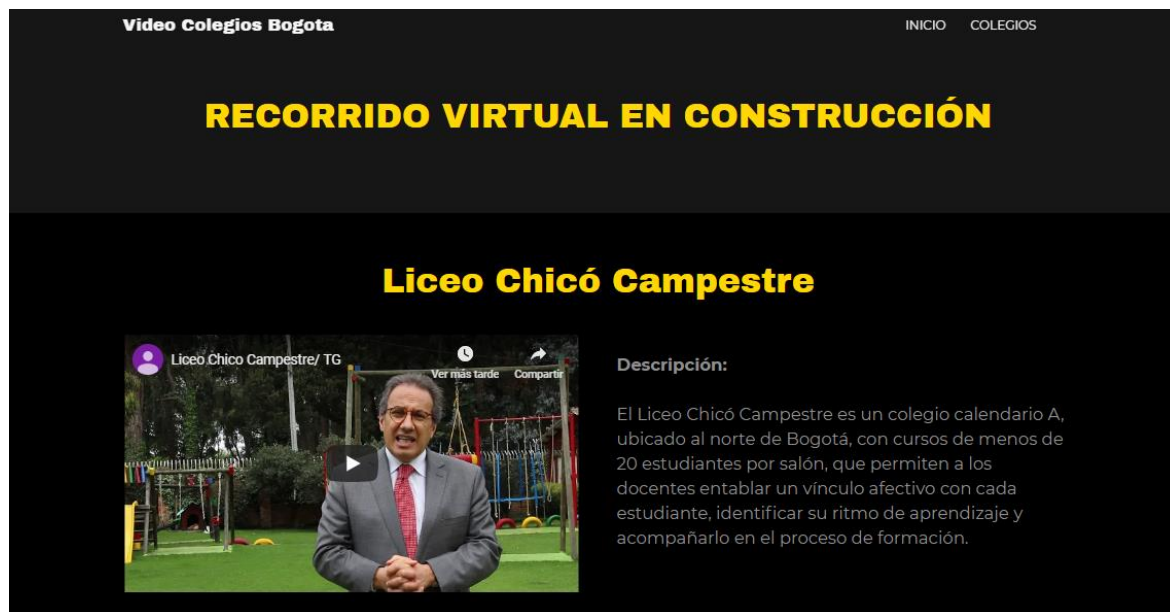 Video Colegios Bogota
INICIO COLEGIOS
RECORRIDO VIRTUAL EN CONSTRUCCIÓN
Liceo Chicó Campestre
Liceo Chico Campestre/ TG
Ver más tarde Compartir
Descripción:
El Liceo Chicó Campestre es un colegio calendario A,
ubicado al norte de Bogotá, con cursos de menos de
20 estudiantes por salón, que permiten a los
docentes entablar un vínculo afectivo con cada
estudiante, identificar su ritmo de aprendizaje y
acompañarlo en el proceso de formación.